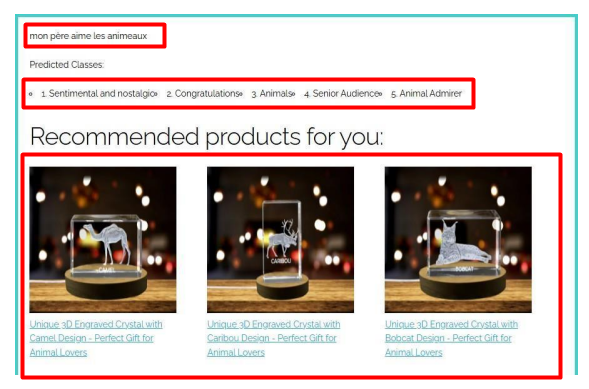 mon père aime les animeaux
Predicted Classes:
1. Sentimental and nostalgic 2. Congratulations 3. Animals 4. Senior Audience 5. Animal Admirer
Recommended products for you:
CAMEL
CARIBOU
BOBCAT
Unique 3D Engraved Crystal with
Camel Design - Perfect Gift for
Animal Lovers
Unique 3D Engraved Crystal with
Caribou Design - Perfect Gift for
Animal Lovers
Unique 3D Engraved Crystal with
Bobcat Design - Perfect Gift for
Animal Lovers